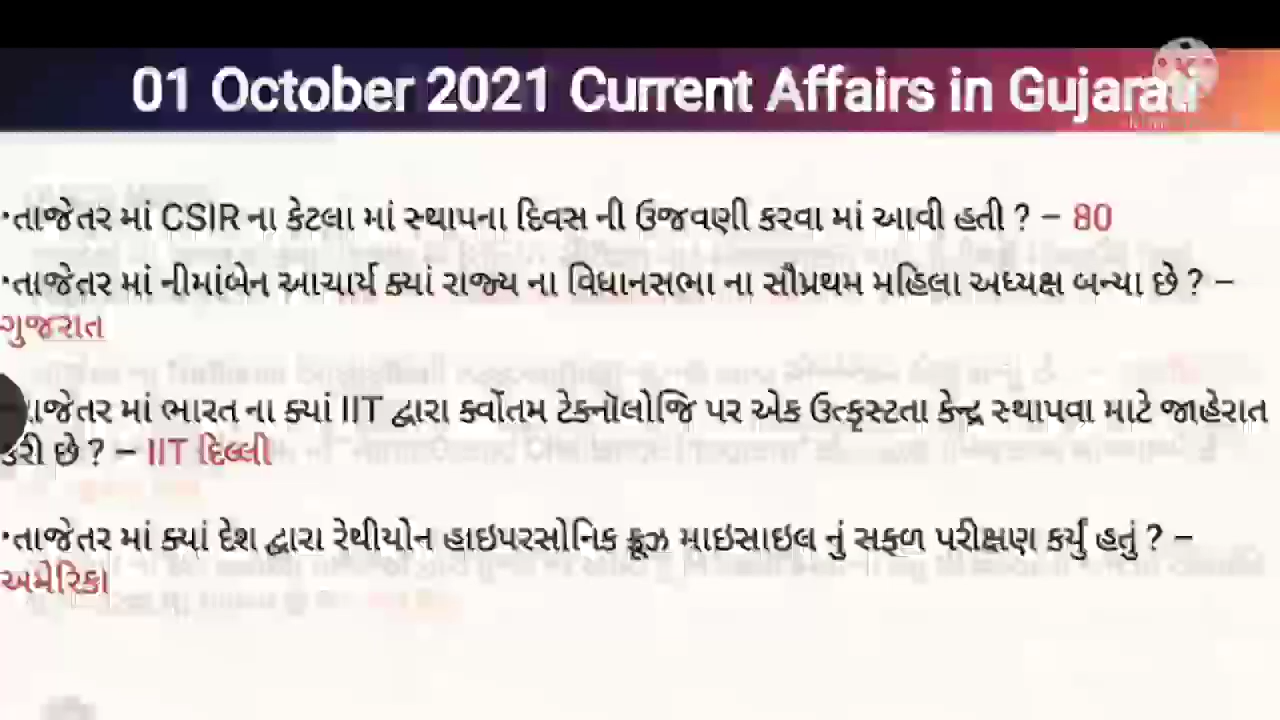 01 October 2021 Current Affairs in Gujarati
•તાજેતર માં CSIR ના કેટલા માં સ્થાપના દિવસ ની ઉજવણી કરવા માં આવી હતી ? – 80
•તાજેતર માં નીમાંબેન આચાર્ય ક્યાં રાજ્ય ના વિધાનસભા ના સૌપ્રથમ મહિલા અધ્યક્ષ બન્યા છે ? –
ગુજરાત
તાજેતર માં ભારત ના ક્યાં IIT દ્વારા ક્વોંતમ ટેકનૉલોજિ પર એક ઉત્કૃસ્ટતા કેન્દ્ર સ્થાપવા માટે જાહેરાત
કરી છે ? – IIT દિલ્લી
•તાજેતર માં ક્યાં દેશ દ્વારા રેથીયોન હાઇપરસોનિક ક્રૂઝ માઇસાઇલ નું સફળ પરીક્ષણ કર્યું હતું ? –
અમેરિકા